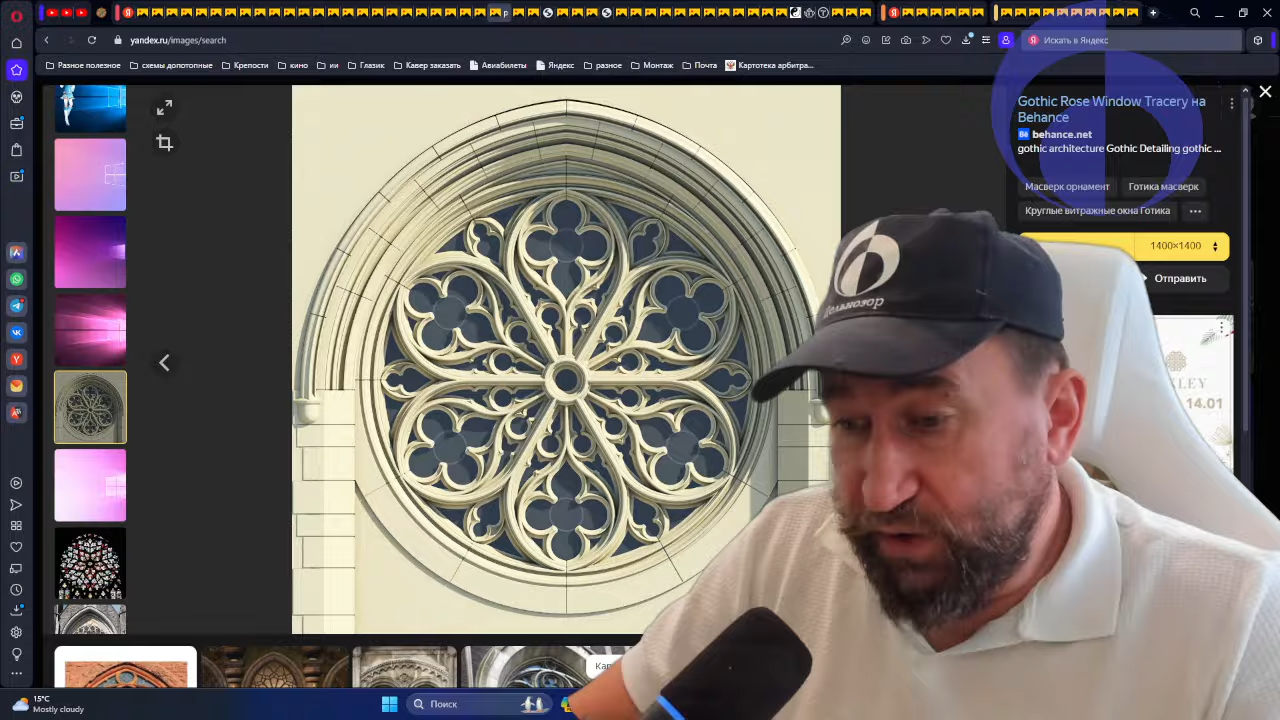 yandex.ru/images/search
Искать в Яндекс
Разное полезное
схемы допотопные
Крепости
кино
ии
Глазик
Кавер заказать
Авиабилеты
Яндекс
разное
Монтаж
Почта
Картотека арбитра...
Gothic Rose Window Tracery на
Behance
Bē behance.net
gothic architecture Gothic Detailing gothic ...
Масверк орнамент
Готика масверк
Круглые витражные окна Готика
1400×1400
Отправить
14.01
15°C
Mostly cloudy
Поиск